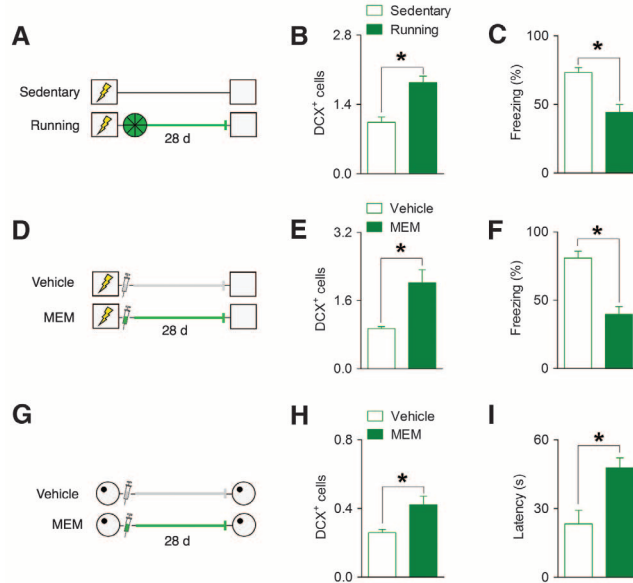 A
Sedentary
Running
28 d
B
Sedentary
Running
DCX+ cells
2.8
1.4
0.0
*
C
Freezing (%)
100
50
0
*
D
Vehicle
MEM
28 d
E
Vehicle
MEM
DCX+ cells
3.2
1.6
0.0
*
F
Freezing (%)
100
50
0
*
G
Vehicle
MEM
28 d
H
Vehicle
MEM
DCX+ cells
0.8
0.4
0.0
*
I
Latency (s)
60
30
0
*